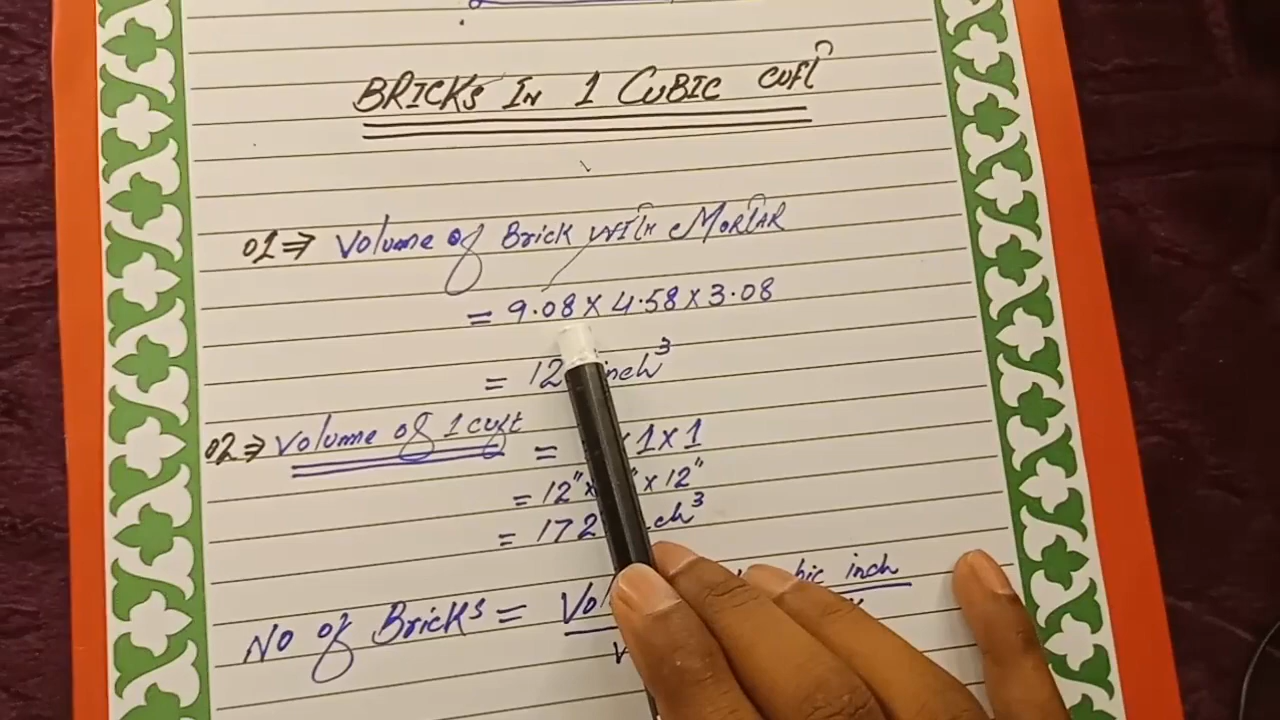 BRICKS IN 1 CUBIC CUFT
01⇒ Volume of Brick with MORTAR
= 9.08 × 4.58 × 3.08
= 12 inch³
02⇒ Volume of 1 cuft = × 1 × 1
= 12" × " × 12"
= 172 ch³
No of Bricks = Vol bic inch